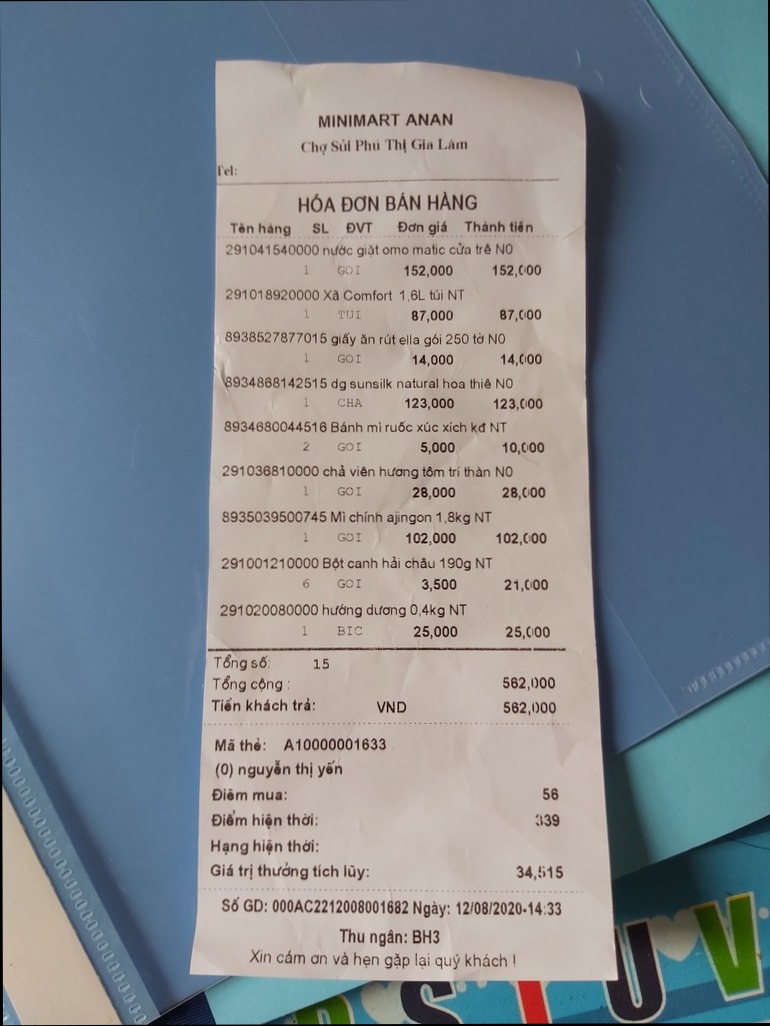 MINIMART ANAN
Chợ Sủi Phú Thị Gia Lâm
Tel:
HÓA ĐƠN BÁN HÀNG
Tên hàng SL ĐVT Đơn giá Thành tiền
291041540000 nước giặt omo matic cửa trê N0
1 GOI 152,000 152,000
291018920000 Xã Comfort 1,6L túi NT
1 TUI 87,000 87,000
8938527877015 giấy ăn rút ella gói 250 tờ N0
1 GOI 14,000 14,000
8934868142515 dg sunsilk natural hoa thiê N0
1 CHA 123,000 123,000
8934680044516 Bánh mì ruốc xúc xích kđ NT
2 GOI 5,000 10,000
291036810000 chả viên hương tôm trí thàn N0
1 GOI 28,000 28,000
8935039500745 Mì chính ajingon 1,8kg NT
1 GOI 102,000 102,000
291001210000 Bột canh hải châu 190g NT
6 GOI 3,500 21,000
291020080000 hướng dương 0,4kg NT
1 BIC 25,000 25,000
Tổng số: 15
Tổng cộng : 562,000
Tiền khách trả: VND 562,000
Mã thẻ: A10000001633
(0) nguyễn thị yến
Điểm mua: 56
Điểm hiện thời: 339
Hạng hiện thời:
Giá trị thưởng tích lũy: 34,515
Số GD: 000AC2212008001682 Ngày: 12/08/2020-14:33
Thu ngân: BH3
Xin cám ơn và hẹn gặp lại quý khách !
R S T U V